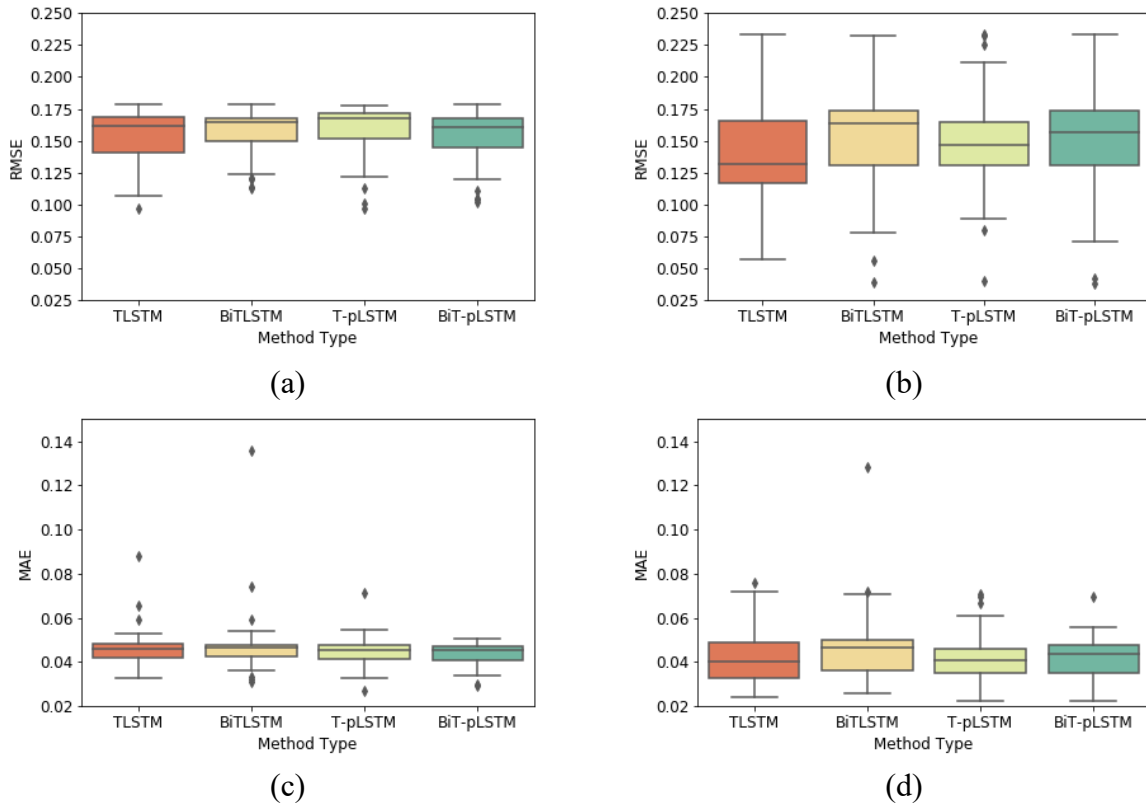 0.250
0.225
0.200
0.175
0.150
0.125
0.100
0.075
0.050
0.025
RMSE
TLSTM BiTLSTM T-pLSTM BiT-pLSTM
Method Type
(a)
0.250
0.225
0.200
0.175
0.150
0.125
0.100
0.075
0.050
0.025
RMSE
TLSTM BiTLSTM T-pLSTM BiT-pLSTM
Method Type
(b)
0.14
0.12
0.10
0.08
0.06
0.04
0.02
MAE
TLSTM BiTLSTM T-pLSTM BiT-pLSTM
Method Type
(c)
0.14
0.12
0.10
0.08
0.06
0.04
0.02
MAE
TLSTM BiTLSTM T-pLSTM BiT-pLSTM
Method Type
(d)